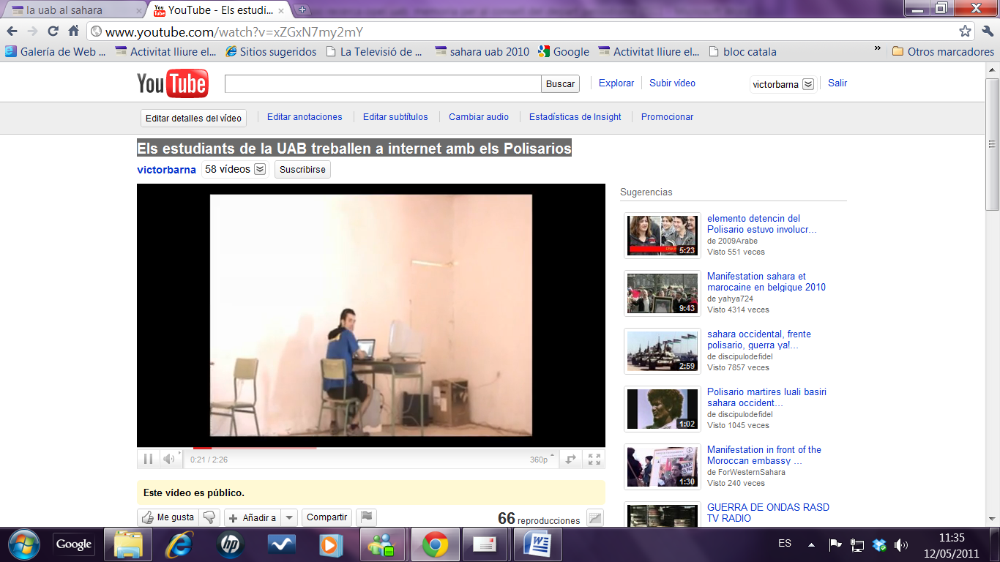 la uab al sahara
YouTube - Els estudi...
www.youtube.com/watch?v=xZGxN7my2mY
Galería de Web ...
Activitat lliure el...
Sitios sugeridos
La Televisió de ...
sahara uab 2010
Google
Activitat lliure el...
bloc catala
»
Otros marcadores
YouTube
Buscar
Explorar
Subir vídeo
victorbarna
Salir
Editar detalles del vídeo
Editar anotaciones
Editar subtítulos
Cambiar audio
Estadísticas de Insight
Promocionar
Els estudiants de la UAB treballen a internet amb els Polisarios
victorbarna 58 vídeos Suscribirse
0:21 / 2:26
360p
Este vídeo es público.
Me gusta
Añadir a
Compartir
66 reproducciones
Sugerencias
5:23
elemento detencin del
Polisario estuvo involucr...
de 2009Arabe
Visto 551 veces
9:43
Manifestation sahara et
marocaine en belgique 2010
de yahya724
Visto 4314 veces
2:59
sahara occidental, frente
polisario, guerra ya!...
de discipulodefidel
Visto 7857 veces
1:02
Polisario martires luali basiri
sahara occident...
de discipulodefidel
Visto 1045 veces
1:30
Manifestation in front of the
Moroccan embassy ...
de ForWesternSahara
Visto 240 veces
GUERRA DE ONDAS RASD
TV RADIO
Google
hp
ES
11:35
12/05/2011